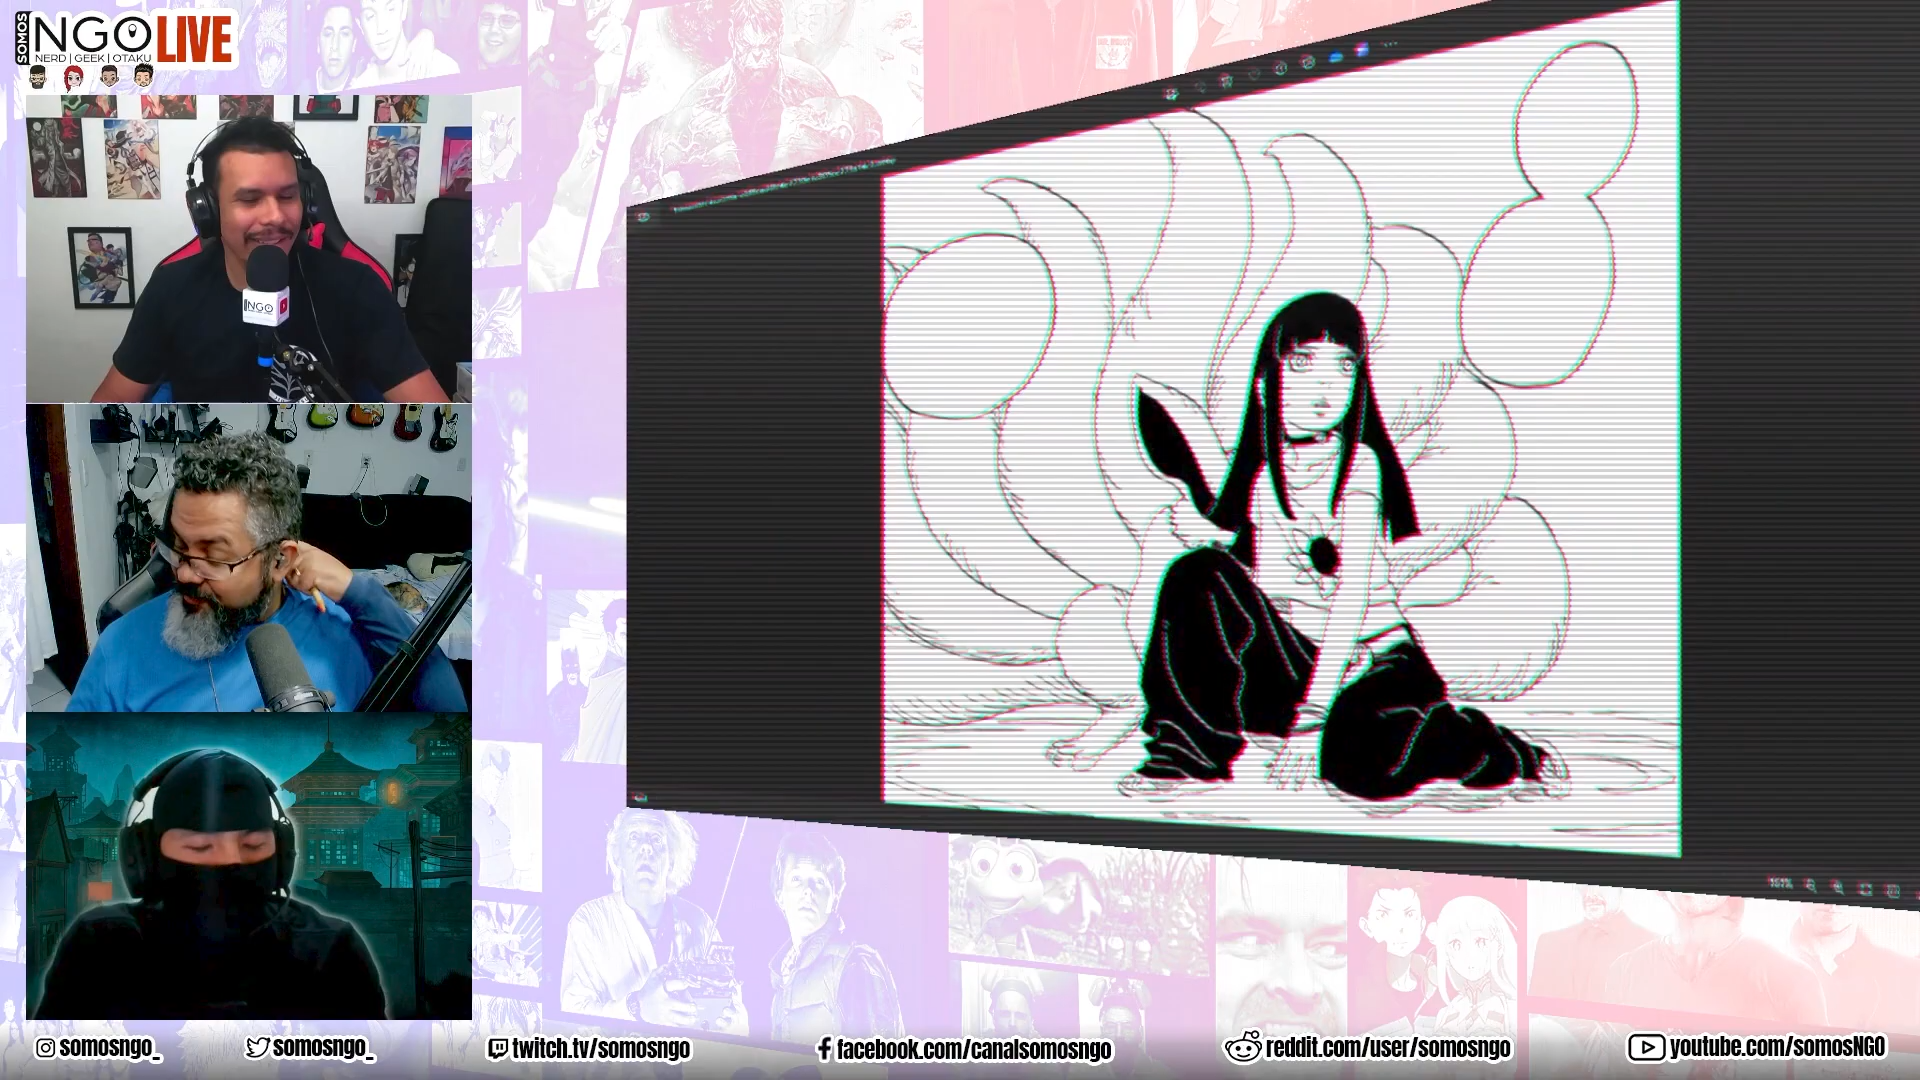 SOMOS
NGO LIVE
NERD | GEEK | OTAKU
NGO
somosngo_
somosngo_
twitch.tv/somosngo
facebook.com/canalsomosngo
reddit.com/user/somosngo
youtube.com/somosNGO